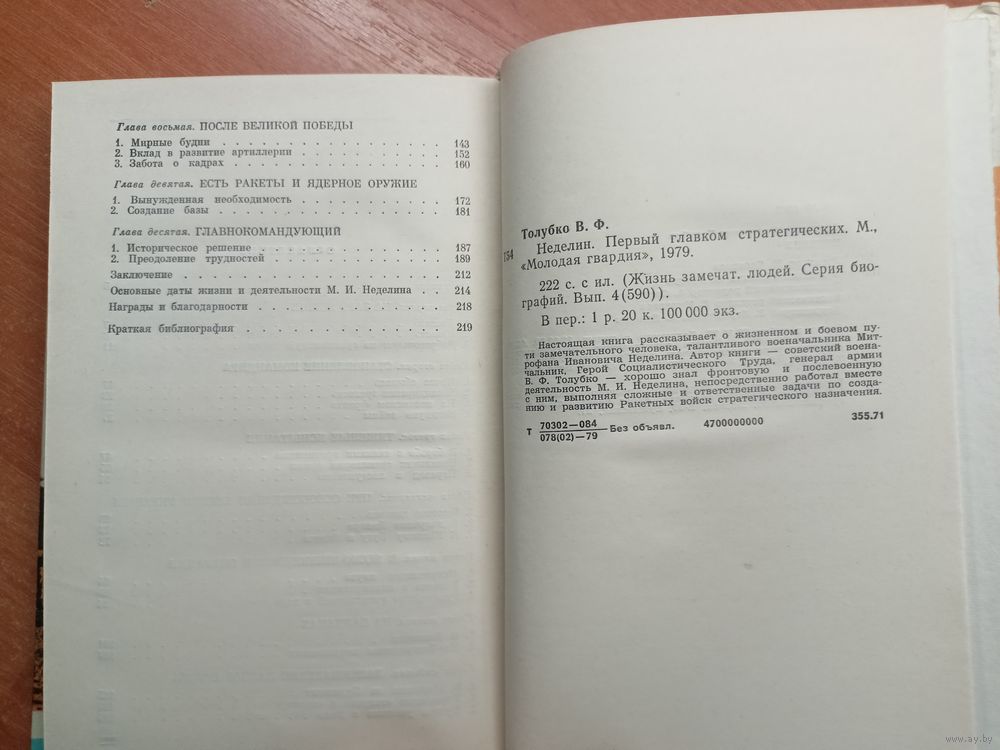 Глава восьмая. ПОСЛЕ ВЕЛИКОЙ ПОБЕДЫ
1. Мирные будни . . . . . . . . . . . . . . . . 143
2. Вклад в развитие артиллерии . . . . . . . . . . . 152
3. Забота о кадрах . . . . . . . . . . . . . . . 160
Глава девятая. ЕСТЬ РАКЕТЫ И ЯДЕРНОЕ ОРУЖИЕ
1. Вынужденная необходимость . . . . . . . . . . . 172
2. Создание базы . . . . . . . . . . . . . . . . 181
Глава десятая. ГЛАВНОКОМАНДУЮЩИЙ
1. Историческое решение . . . . . . . . . . . . . 187
2. Преодоление трудностей . . . . . . . . . . . . . 189
Заключение . . . . . . . . . . . . . . . . . . 212
Основные даты жизни и деятельности М. И. Неделина . . 214
Награды и благодарности . . . . . . . . . . . . . 218
Краткая библиография . . . . . . . . . . . . . . 219
Толубко В. Ф.
Неделин. Первый главком стратегических. М.,
«Молодая гвардия», 1979.
222 с. с ил. (Жизнь замечат. людей. Серия био-
графий. Вып. 4(590)).
В пер.: 1 р. 20 к. 100 000 экз.
Настоящая книга рассказывает о жизненном и боевом пу-
ти замечательного человека, талантливого военачальника Мит-
рофана Ивановича Неделина. Автор книги — советский воена-
чальник, Герой Социалистического Труда, генерал армии
В. Ф. Толубко — хорошо знал фронтовую и послевоенную
деятельность М. И. Неделина, непосредственно работал вместе
с ним, выполняя сложные и ответственные задачи по созда-
нию и развитию Ракетных войск стратегического назначения.
Т 70302—084
078(02)—79 Без объявл. 4700000000 355.71
www.ay.by